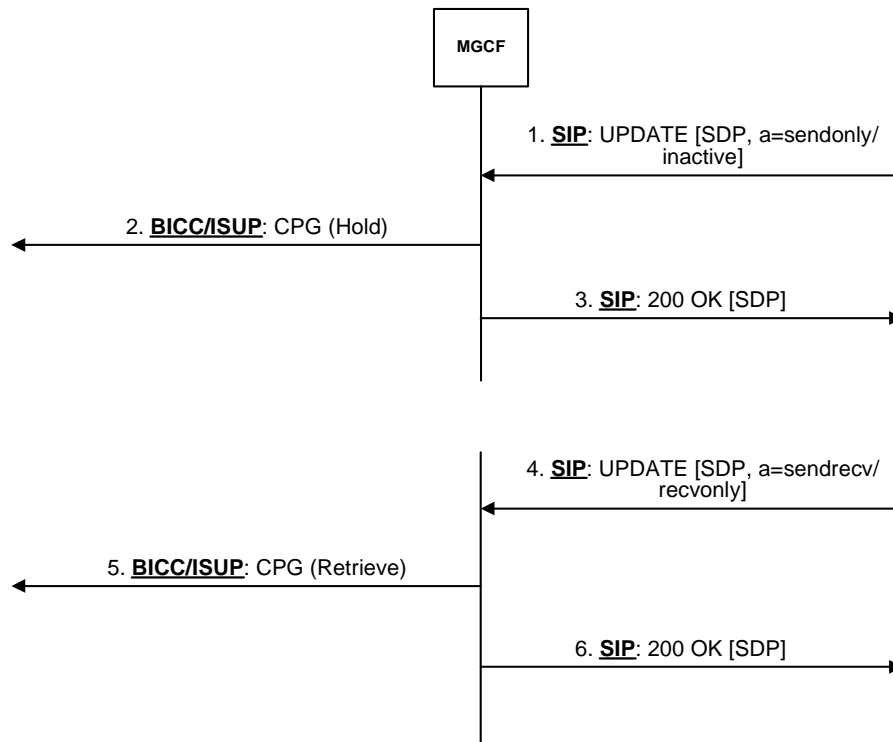 MGCF
1. SIP: UPDATE [SDP, a=sendonly/
inactive]
2. BICC/ISUP: CPG (Hold)
3. SIP: 200 OK [SDP]
4. SIP: UPDATE [SDP, a=sendrecv/
recvonly]
5. BICC/ISUP: CPG (Retrieve)
6. SIP: 200 OK [SDP]